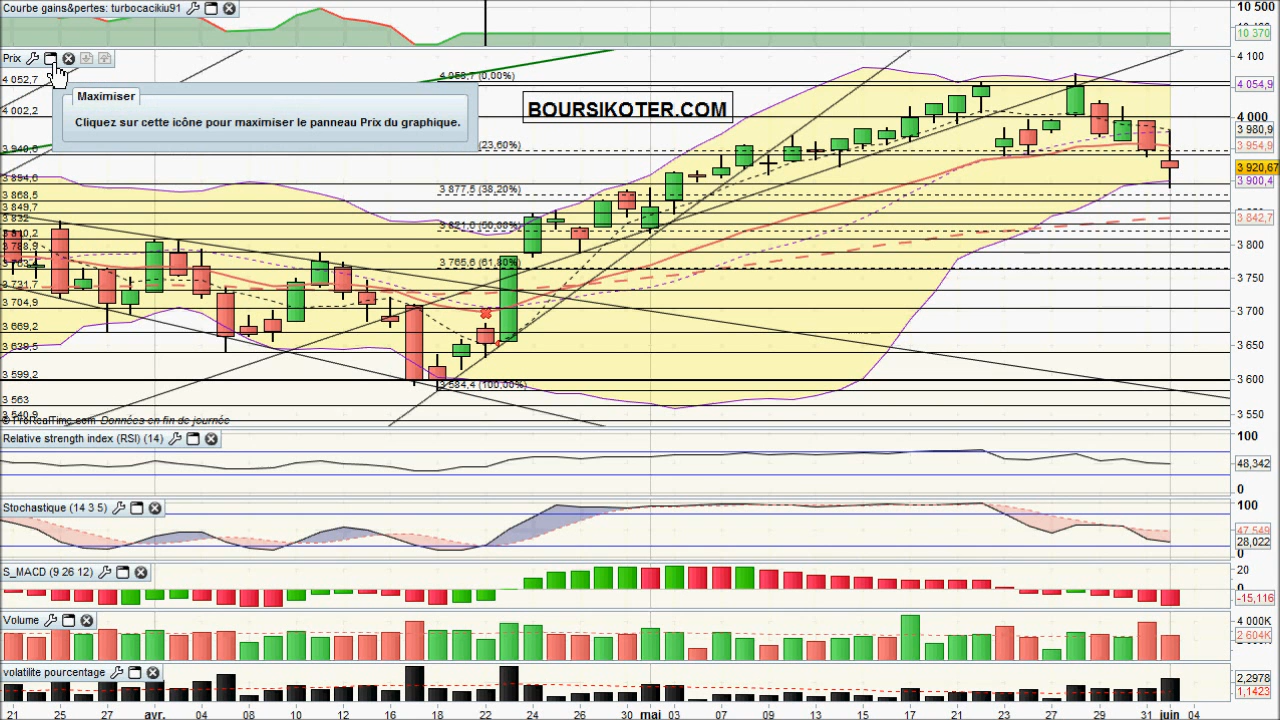 Courbe gains&pertes: turbocacikiu91
10 500
10 370
Prix
4 100
4 052,7
4 058,7 (0,00%)
4 054,9
Maximiser
4 002,2
BOURSIKOTER.COM
4 000
Cliquez sur cette icône pour maximiser le panneau Prix du graphique.
3 980,9
3 940,6
(23,60%)
3 954,9
3 920,67
3 894,6
3 877,5 (38,20%)
3 900,4
3 868,5
3 849,7
3 832
3 842,7
3 821,0 (50,00%)
3 810,2
3 788,9
3 800
3 765,6 (61,80%)
3 731,7
3 750
3 704,9
3 700
3 669,2
3 639,5
3 650
3 599,2
3 584,4 (100,00%)
3 600
3 563
3 540,9
3 550
© ProRealTime.com Données en fin de journée
Relative strength index (RSI) (14)
100
48,342
0
Stochastique (14 3 5)
100
47,549
28,022
0
S_MACD (9 26 12)
20
0
-15,116
Volume
4 000K
2 604K
volatilite pourcentage
2,2978
1,1423
21 25 27 avr. 04 08 10 12 16 18 22 24 26 30 mai 03 07 09 13 15 17 21 23 27 29 31 juin 04